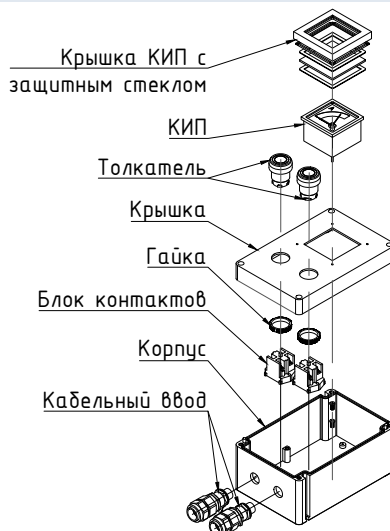 Крышка КИП с
защитным стеклом
КИП
Толкатель
Крышка
Гайка
Блок контактов
Корпус
Кабельный ввод